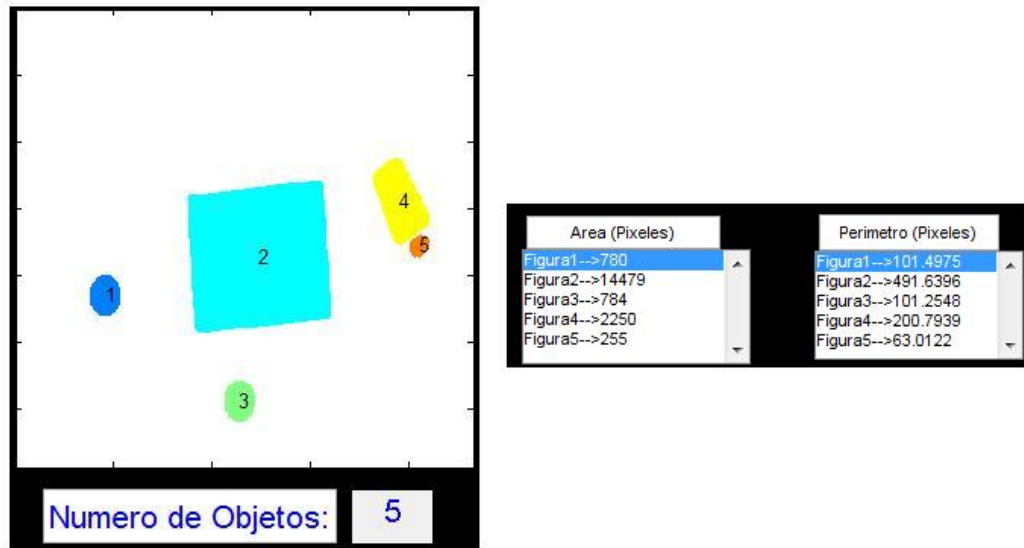 1
2
3
4
5
Numero de Objetos: 5
Area (Pixeles)
Figura1-->780
Figura2-->14479
Figura3-->784
Figura4-->2250
Figura5-->255
Perimetro (Pixeles)
Figura1-->101.4975
Figura2-->491.6396
Figura3-->101.2548
Figura4-->200.7939
Figura5-->63.0122